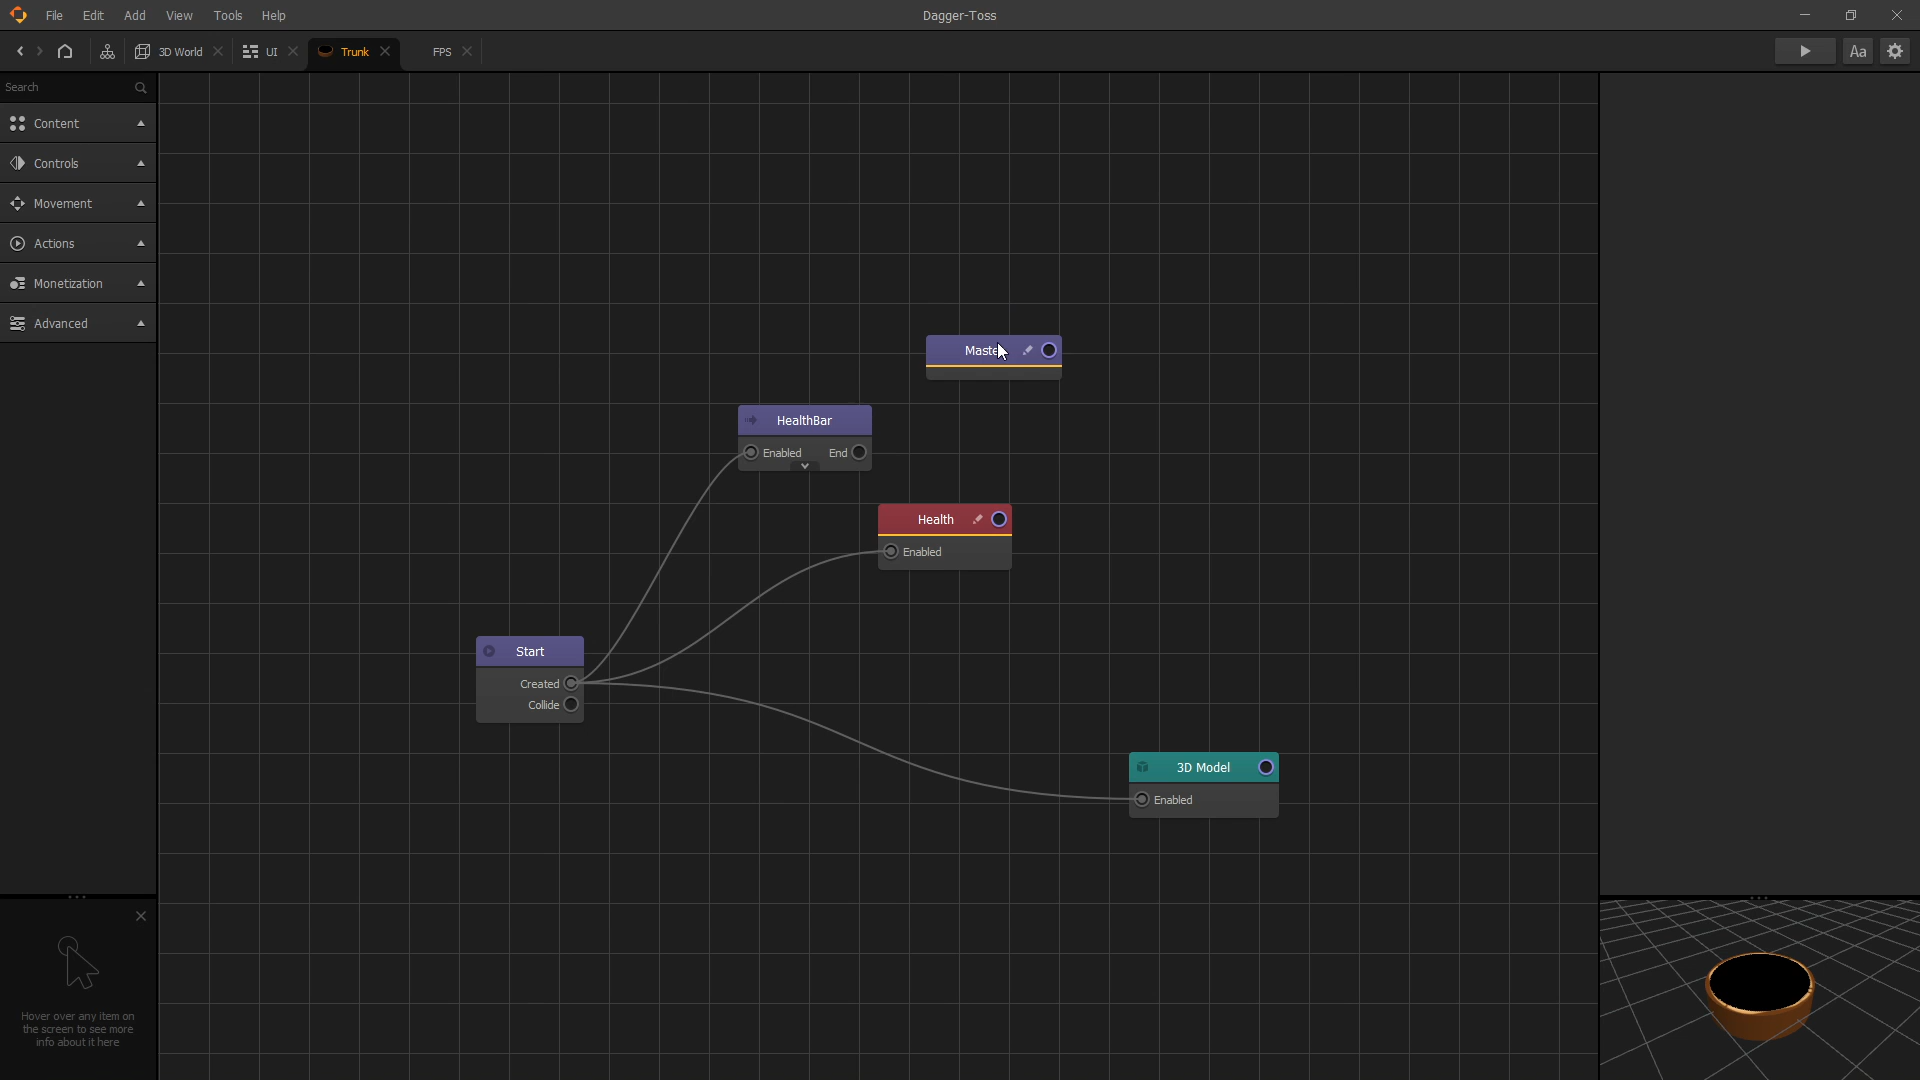 File Edit Add View Tools Help
Dagger-Toss
3D World
UI
Trunk
FPS
Aa
Search
Content
Controls
Movement
Actions
Monetization
Advanced
HealthBar
Enabled End
Health
Enabled
Start
Created
Collide
3D Model
Enabled
Hover over any item on
the screen to see more
info about it here